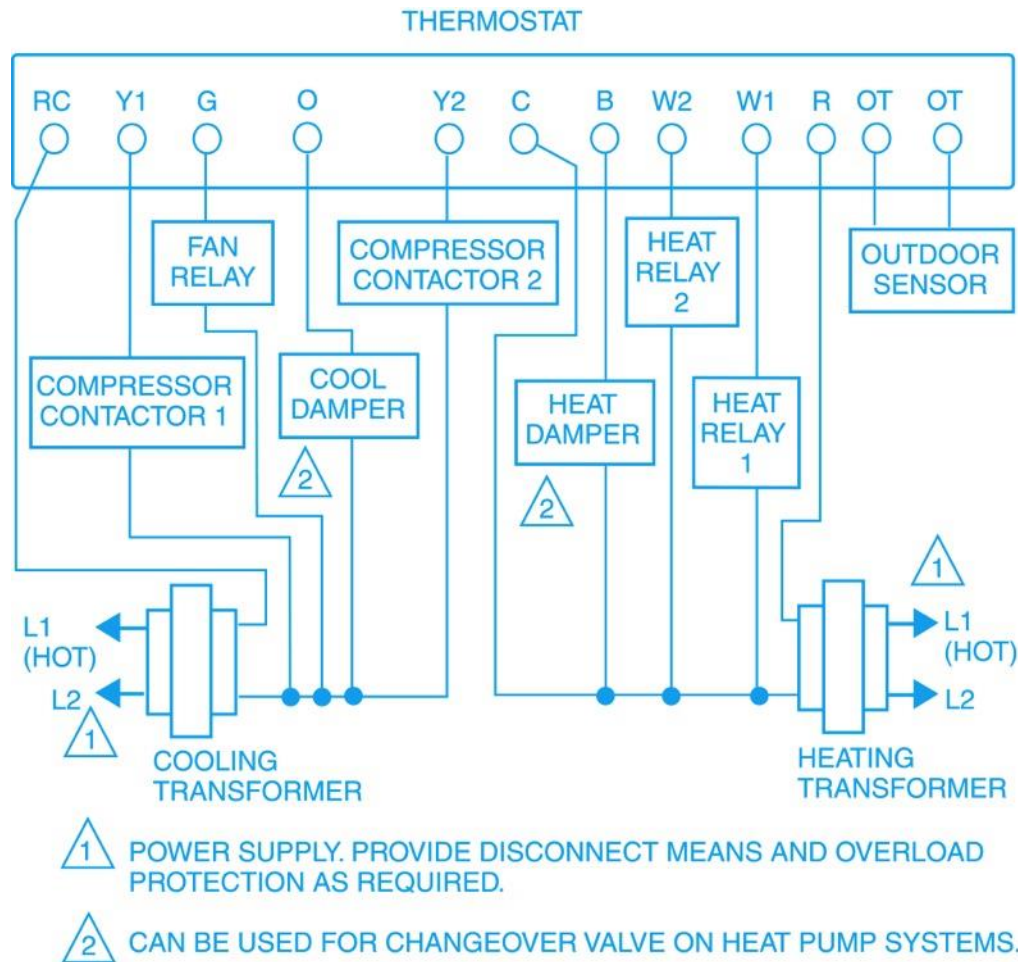 THERMOSTAT
RC Y1 G O Y2 C B W2 W1 R OT OT
FAN
RELAY
COMPRESSOR
CONTACTOR 2
HEAT
RELAY
2
OUTDOOR
SENSOR
COMPRESSOR
CONTACTOR 1
COOL
DAMPER
2
HEAT
DAMPER
2
HEAT
RELAY
1
L1
(HOT)
L2
1
COOLING
TRANSFORMER
1
L1
(HOT)
L2
HEATING
TRANSFORMER
1 POWER SUPPLY. PROVIDE DISCONNECT MEANS AND OVERLOAD
PROTECTION AS REQUIRED.
2 CAN BE USED FOR CHANGEOVER VALVE ON HEAT PUMP SYSTEMS.